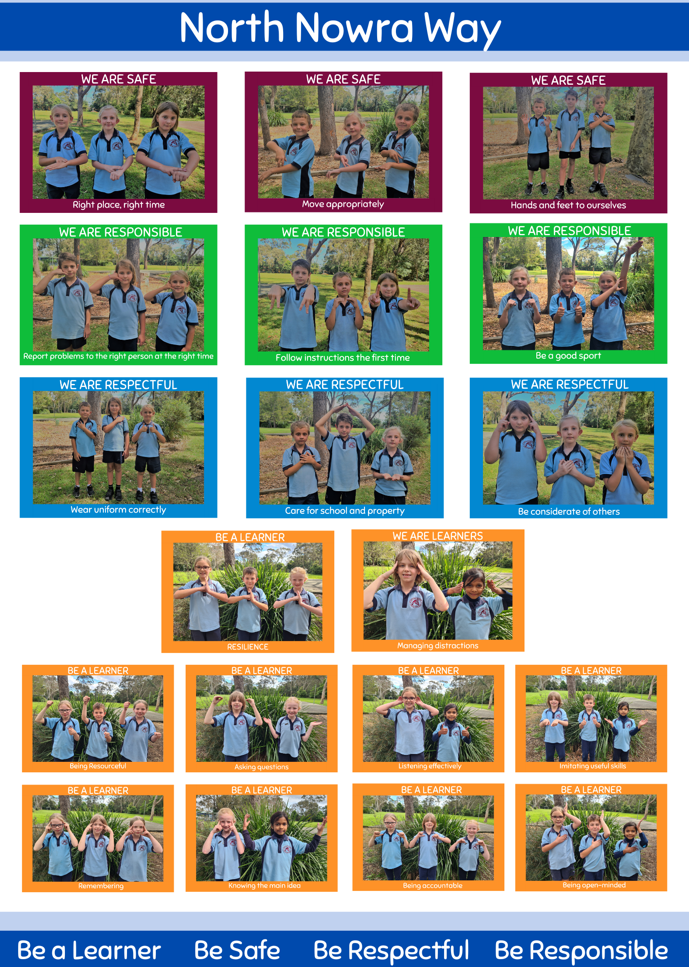 North Nowra Way
WE ARE SAFE
Right place, right time
WE ARE SAFE
Move appropriately
WE ARE SAFE
Hands and feet to ourselves
WE ARE RESPONSIBLE
Report problems to the right person at the right time
WE ARE RESPONSIBLE
Follow instructions the first time
WE ARE RESPONSIBLE
Be a good sport
WE ARE RESPECTFUL
Wear uniform correctly
WE ARE RESPECTFUL
Care for school and property
WE ARE RESPECTFUL
Be considerate of others
BE A LEARNER
RESILIENCE
WE ARE LEARNERS
Managing distractions
BE A LEARNER
Being Resourceful
BE A LEARNER
Asking questions
BE A LEARNER
Listening effectively
BE A LEARNER
Imitating useful skills
BE A LEARNER
Remembering
BE A LEARNER
Knowing the main idea
BE A LEARNER
Being accountable
BE A LEARNER
Being open-minded
Be a Learner Be Safe Be Respectful Be Responsible